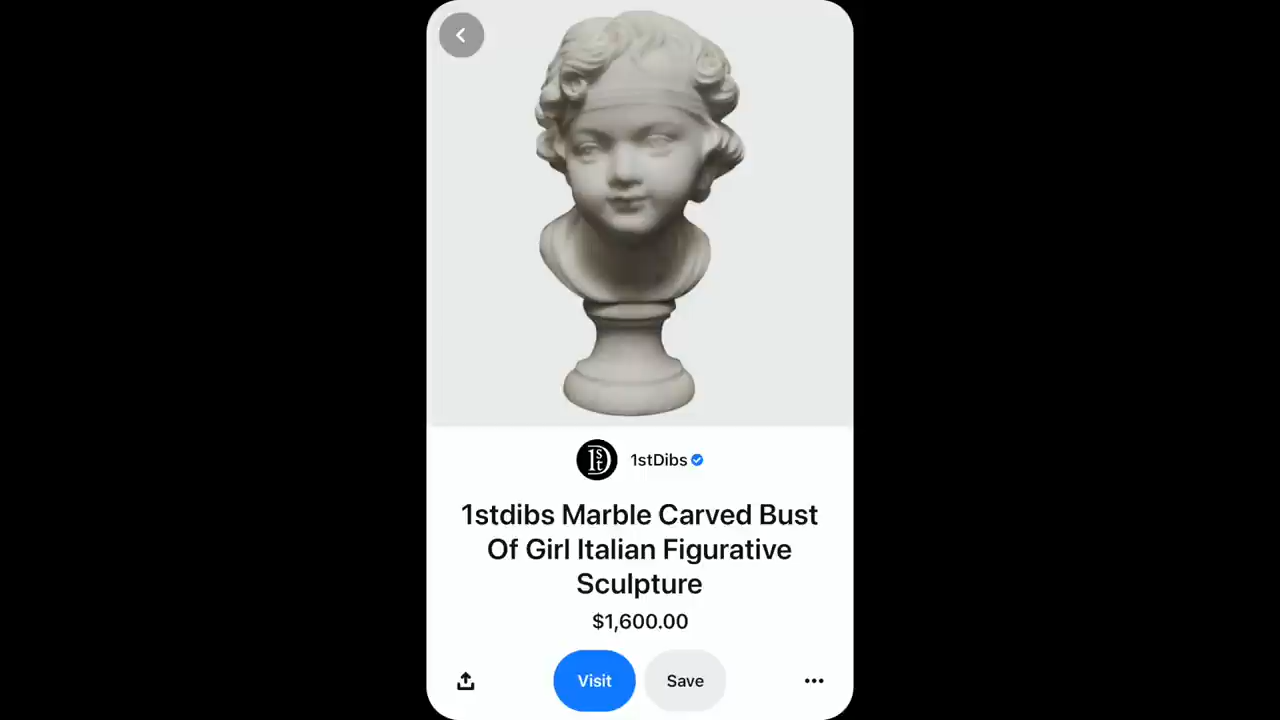 1stDibs
1stdibs Marble Carved Bust
Of Girl Italian Figurative
Sculpture
$1,600.00
Visit
Save